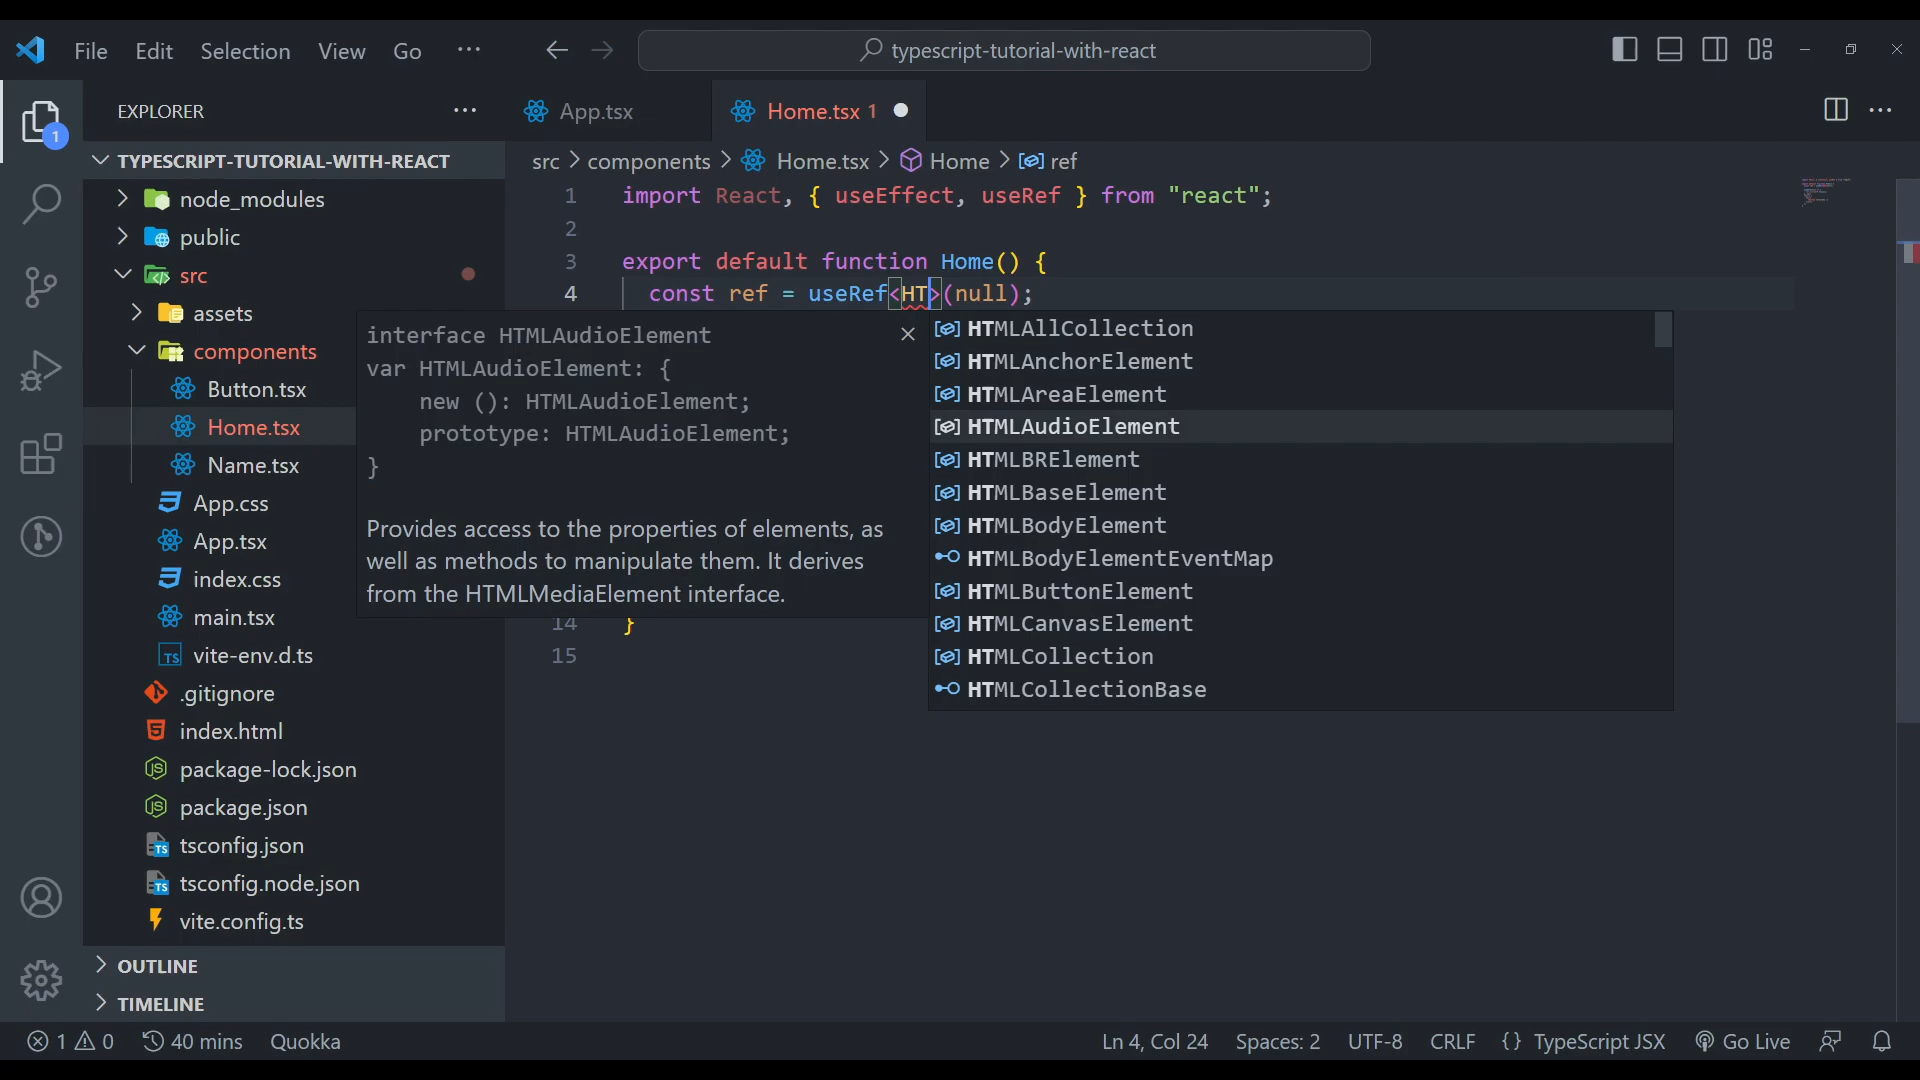 File Edit Selection View Go ···
typescript-tutorial-with-react
1
EXPLORER ···
TYPESCRIPT-TUTORIAL-WITH-REACT
node_modules
public
src
assets
components
Button.tsx
Home.tsx
Name.tsx
App.css
App.tsx
index.css
main.tsx
vite-env.d.ts
.gitignore
index.html
package-lock.json
package.json
tsconfig.json
tsconfig.node.json
vite.config.ts
OUTLINE
TIMELINE
App.tsx
Home.tsx 1
src > components > Home.tsx > Home > ref
1 import React, { useEffect, useRef } from "react";
2
3 export default function Home() {
4 const ref = useRef<HT>(null);
interface HTMLAudioElement
var HTMLAudioElement: {
new (): HTMLAudioElement;
prototype: HTMLAudioElement;
}
Provides access to the properties of elements, as
well as methods to manipulate them. It derives
from the HTMLMediaElement interface.
HTMLAllCollection
HTMLAnchorElement
HTMLAreaElement
HTMLAudioElement
HTMLBRElement
HTMLBaseElement
HTMLBodyElement
HTMLBodyElementEventMap
HTMLButtonElement
HTMLCanvasElement
HTMLCollection
HTMLCollectionBase
14 }
15
1 0 40 mins Quokka Ln 4, Col 24 Spaces: 2 UTF-8 CRLF {} TypeScript JSX Go Live